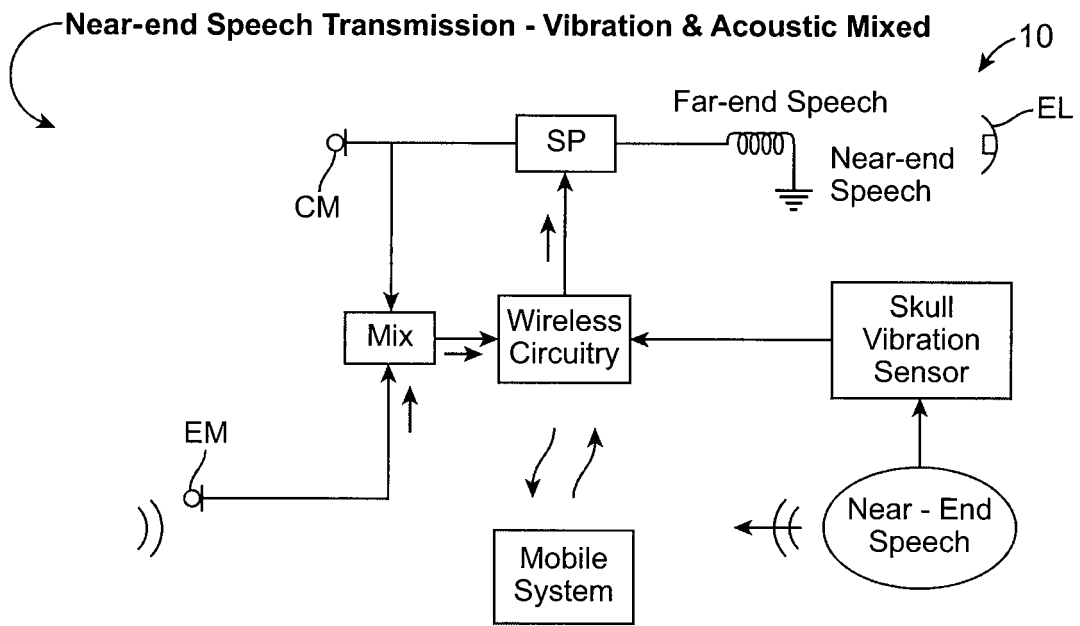 Near-end Speech Transmission - Vibration & Acoustic Mixed
10
Far-end Speech
EL
SP
Near-end
Speech
CM
Skull
Vibration
Sensor
Wireless
Circuitry
Mix
EM
Near - End
Speech
Mobile
System